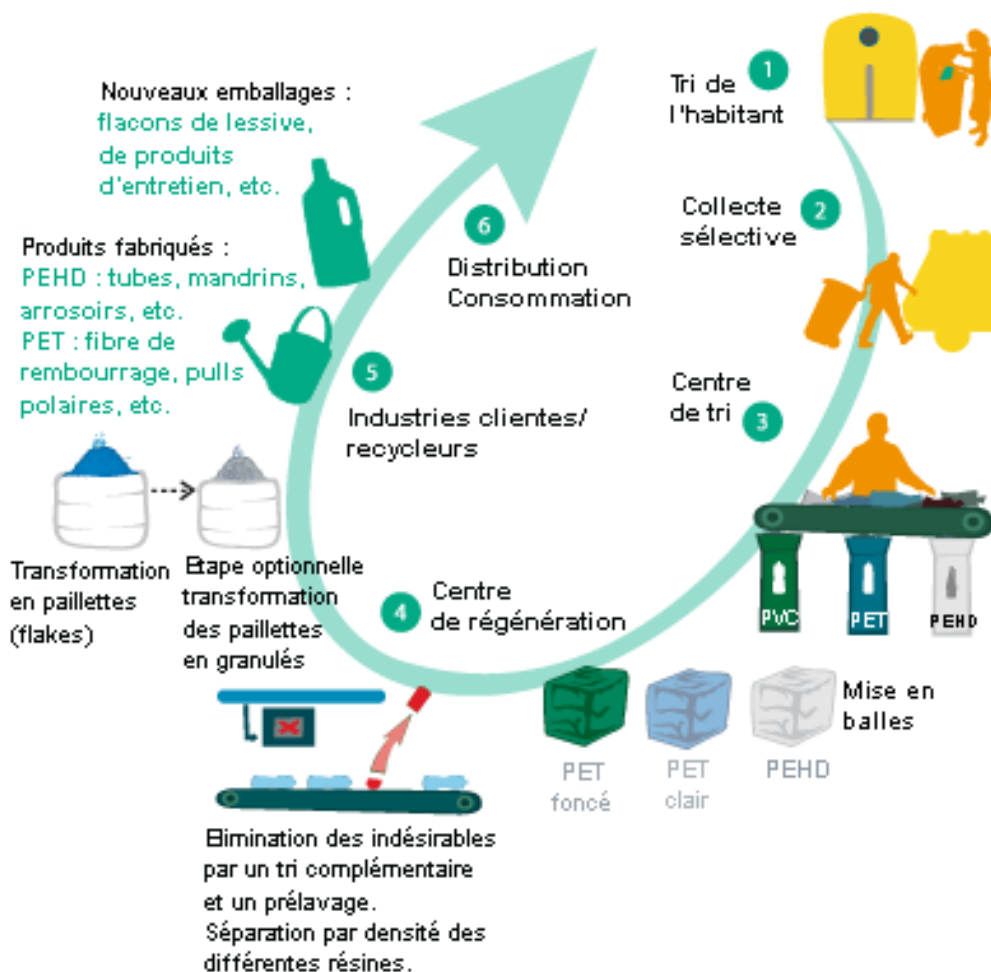 1
Tri de
l'habitant
2
Collecte
sélective
Centre
de tri
3
PVC
PET
PEHD
Mise en
balles
PET
foncé
PET
clair
PEHD
4
Centre
de régénération
Elimination des indésirables
par un tri complémentaire
et un prélavage.
Séparation par densité des
différentes résines.
Transformation
en paillettes
(flakes)
Etape optionnelle
transformation
des paillettes
en granulés
5
Industries clientes/
recycleurs
Produits fabriqués :
PEHD : tubes, mandrins,
arrosoirs, etc.
PET : fibre de
rembourrage, pulls
polaires, etc.
Nouveaux emballages :
flacons de lessive,
de produits
d'entretien, etc.
6
Distribution
Consommation